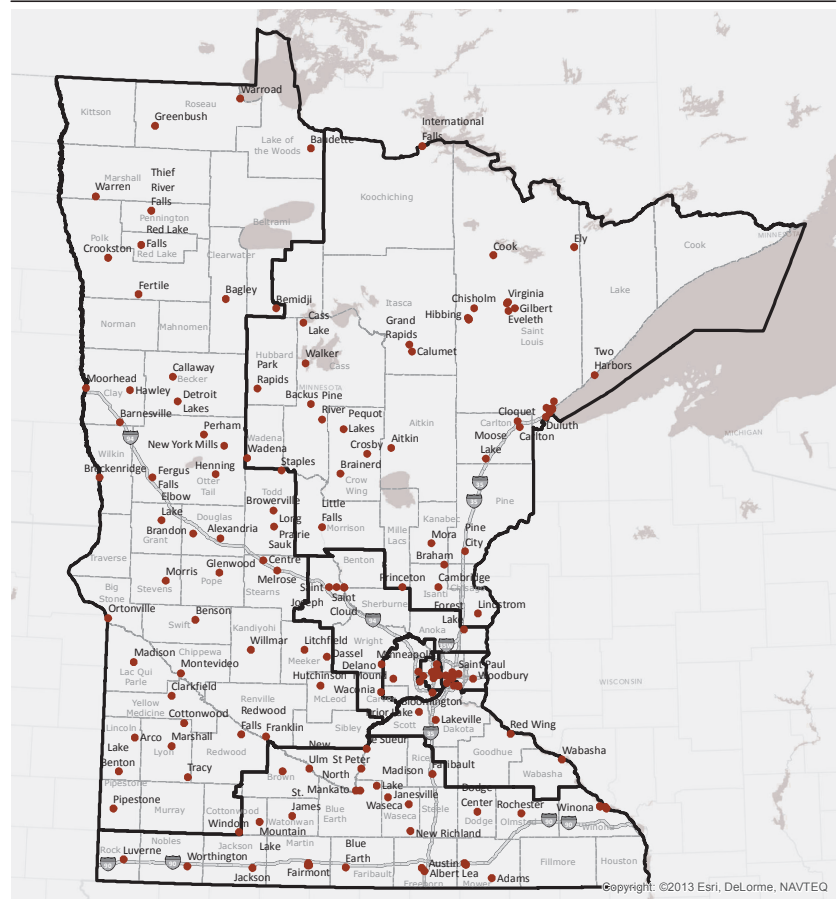 Warroad
Roseau
Kittson
Greenbush
International
Falls
Baudette
Lake of
the Woods
Marshall
Thief
River
Falls
Warren
Koochiching
Pennington
Beltrami
Red Lake
Falls
Polk
Crookston
Red Lake
Clearwater
Cook
Ely
Cook
MINNESOTA
Lake
Fertile
Bagley
Bemidji
Itasca
Chisholm
Virginia
Gilbert
Eveleth
Hibbing
Saint
Louis
Norman
Mahnomen
Cass
Lake
Grand
Rapids
Calumet
Hubbard
Walker
Cass
Park
Rapids
Two
Harbors
Callaway
Becker
Moorhead
Hawley
Clay
Detroit
Lakes
MINNESOTA
Backus
Pine
River
Pequot
Lakes
Aitkin
Cloquet
Carlton
Duluth
Carlton
Barnesville
Perham
New York Mills
Wadena
Wadena
Crosby
Aitkin
Moose
Lake
MICHIGAN
Wilkin
Breckenridge
Fergus
Falls
Henning
Otter
Tail
Staples
Brainerd
Crow
Wing
Elbow
Lake
Todd
Browerville
Pine
Douglas
Long
Prairie
Little
Falls
Morrison
Mille
Lacs
Kanabec
Pine
City
Brandon
Grant
Alexandria
Sauk
Centre
Mora
Braham
Traverse
Benton
Morris
Stevens
Glenwood
Pope
Melrose
Stearns
Princeton
Cambridge
Isanti
Chisago
Big
Stone
Ortonville
Saint
Joseph
Saint
Cloud
Sherburne
Forest
Lake
Lindstrom
Swift
Benson
Kandiyohi
Anoka
Wright
Madison
Chippewa
Willmar
Litchfield
Meeker
Dassel
Delano
Minneapolis
Saint Paul
Woodbury
Lac Qui
Parle
Montevideo
Hutchinson
Mound
WISCONSIN
Clarkfield
McLeod
Waconia
Yellow
Medicine
Renville
Bloomington
Prior Lake
Cottonwood
Redwood
Falls
Franklin
Sibley
Scott
Lakeville
Dakota
Red Wing
Lincoln
Arco
Marshall
Lyon
Redwood
New
Ulm
Le Sueur
Rice
Goodhue
Wabasha
Lake
Benton
St Peter
Faribault
Wabasha
Tracy
Brown
North
Mankato
Madison
Lake
Dodge
Center
Pipestone
Pipestone
Murray
Cottonwood
St.
James
Blue
Earth
Janesville
Waseca
Waseca
Steele
Dodge
Rochester
Olmsted
Winona
Winona
Windom
Watonwan
Mountain
Lake
New Richland
Nobles
Jackson
Martin
Rock
Luverne
Worthington
Blue
Earth
Fillmore
Houston
Jackson
Fairmont
Faribault
Austin
Albert Lea
Freeborn
Mower
Adams
Copyright: ©2013 Esri, DeLorme, NAVTEQ